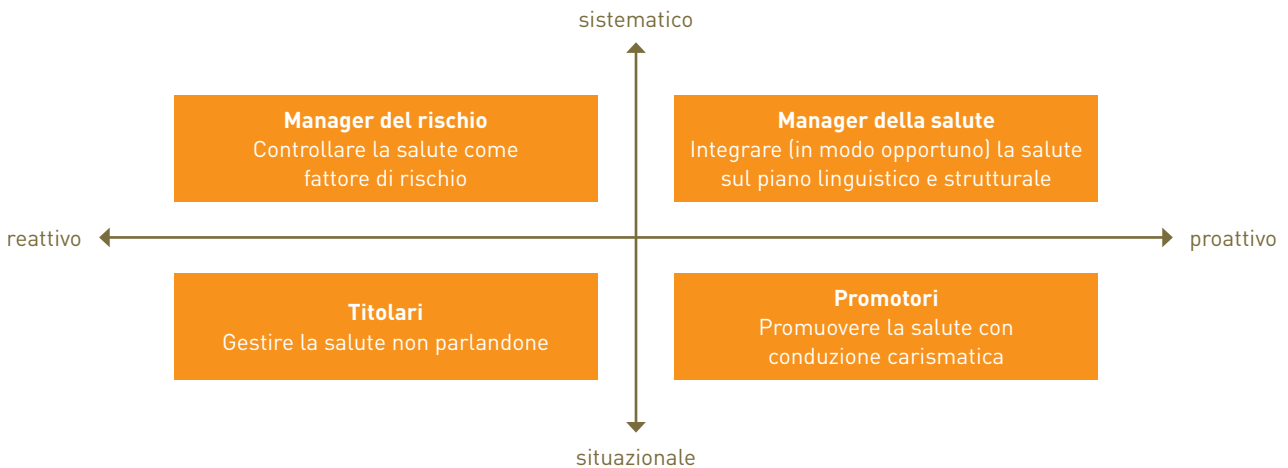 sistematico
Manager del rischio
Controllare la salute come
fattore di rischio
Manager della salute
Integrare (in modo opportuno) la salute
sul piano linguistico e strutturale
reattivo
proattivo
Titolari
Gestire la salute non parlandone
Promotori
Promuovere la salute con
conduzione carismatica
situazionale